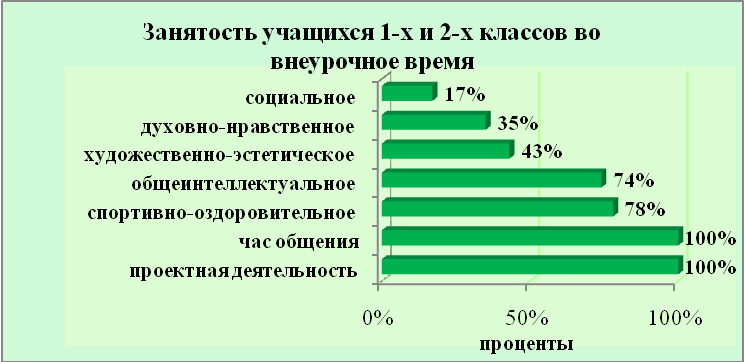 Занятость учащихся 1-х и 2-х классов во
внеурочное время
социальное 17%
духовно-нравственное 35%
художественно-эстетическое 43%
общеинтеллектуальное 74%
спортивно-оздоровительное 78%
час общения 100%
проектная деятельность 100%
0% 50% 100%
проценты